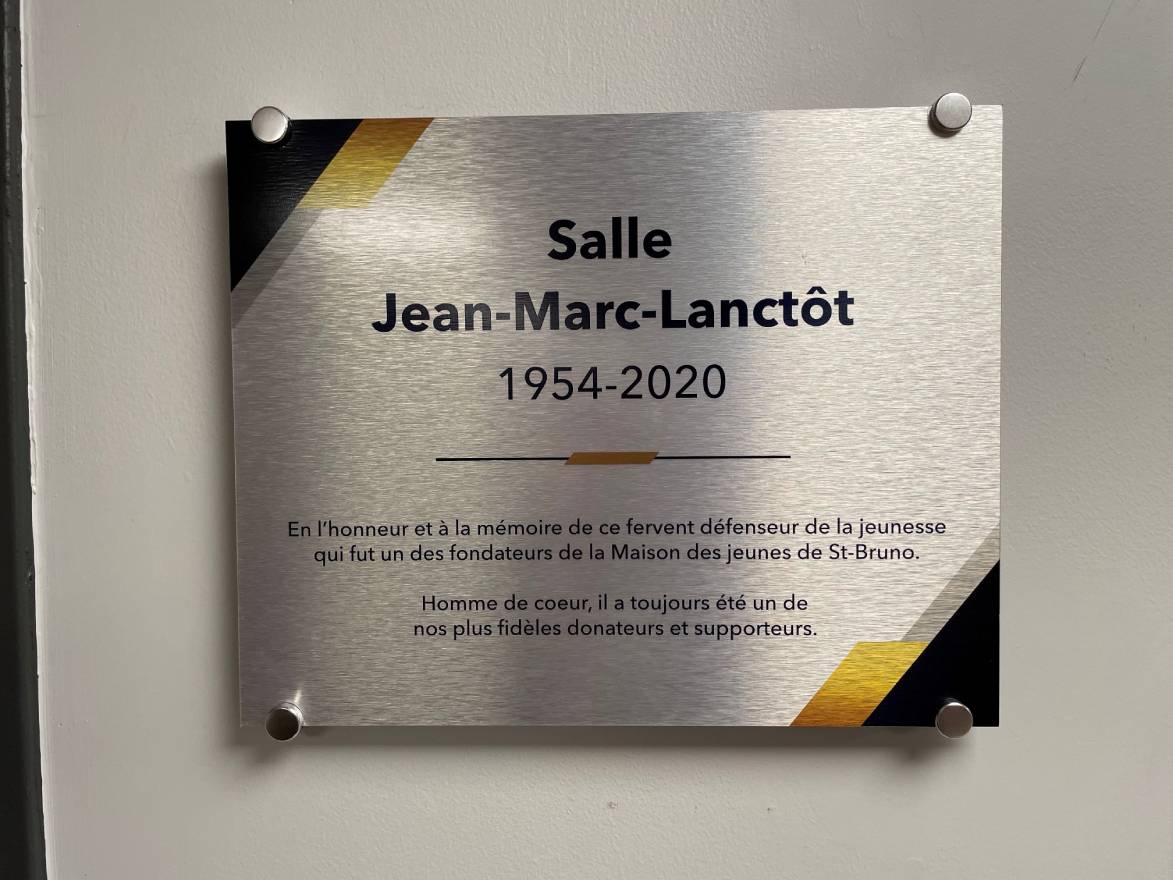 Salle
Jean-Marc-Lanctôt
1954-2020
En l'honneur et à la mémoire de ce fervent défenseur de la jeunesse
qui fut un des fondateurs de la Maison des jeunes de St-Bruno.
Homme de coeur, il a toujours été un de
nos plus fidèles donateurs et supporteurs.